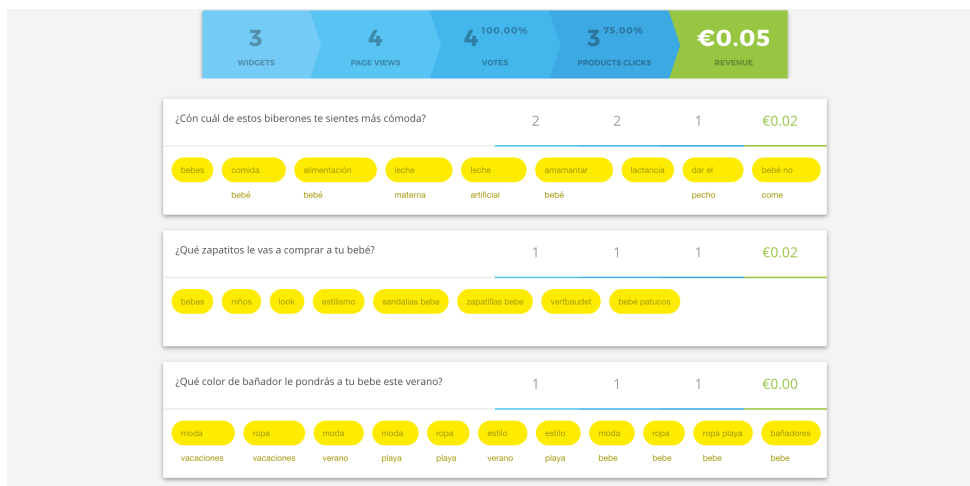 3
4
4 100.00%
3 75.00%
€0.05
WIDGETS
PAGE VIEWS
VOTES
PRODUCTS CLICKS
REVENUE
¿Cón cuál de estos biberones te sientes más cómoda?
2
2
1
€0.02
bebes
comida bebé
alimentación bebé
leche materna
leche artificial
amamantar bebé
lactancia
dar el pecho
bebé no come
¿Qué zapatitos le vas a comprar a tu bebé?
1
1
1
€0.02
bebes
niños
look
estilismo
sandalias bebe
zapatillas bebe
vertbaudet
bebe patucos
¿Qué color de bañador le pondrás a tu bebe este verano?
1
1
1
€0.00
moda vacaciones
ropa vacaciones
moda verano
moda playa
ropa playa
estilo verano
estilo playa
moda bebe
ropa bebe
ropa playa bebe
bañadores bebe